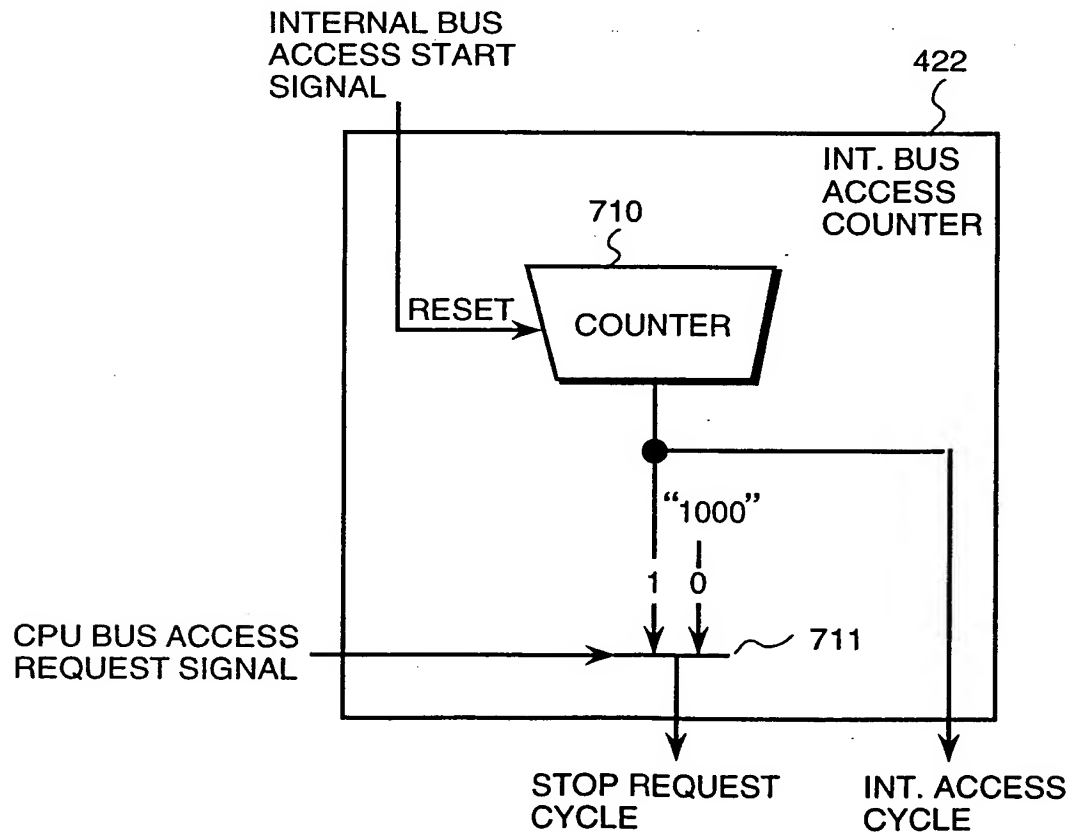 INTERNAL BUS
ACCESS START
SIGNAL
422
INT. BUS
ACCESS
COUNTER
710
RESET
COUNTER
“1000”
1 0
CPU BUS ACCESS
REQUEST SIGNAL
711
STOP REQUEST
CYCLE
INT. ACCESS
CYCLE